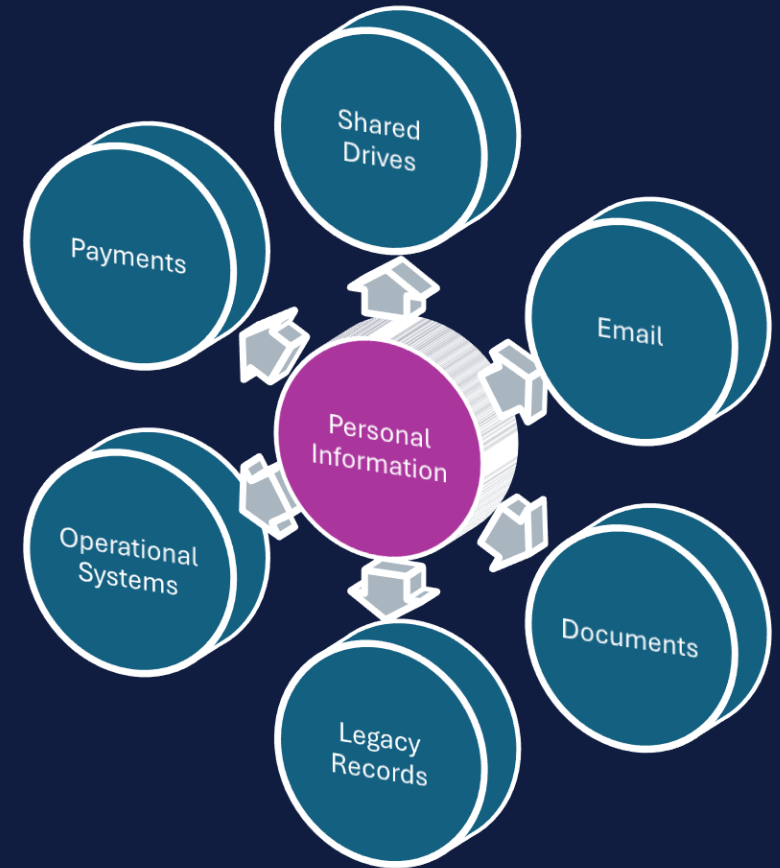 Shared
Drives
Payments
Email
Personal
Information
Operational
Systems
Documents
Legacy
Records